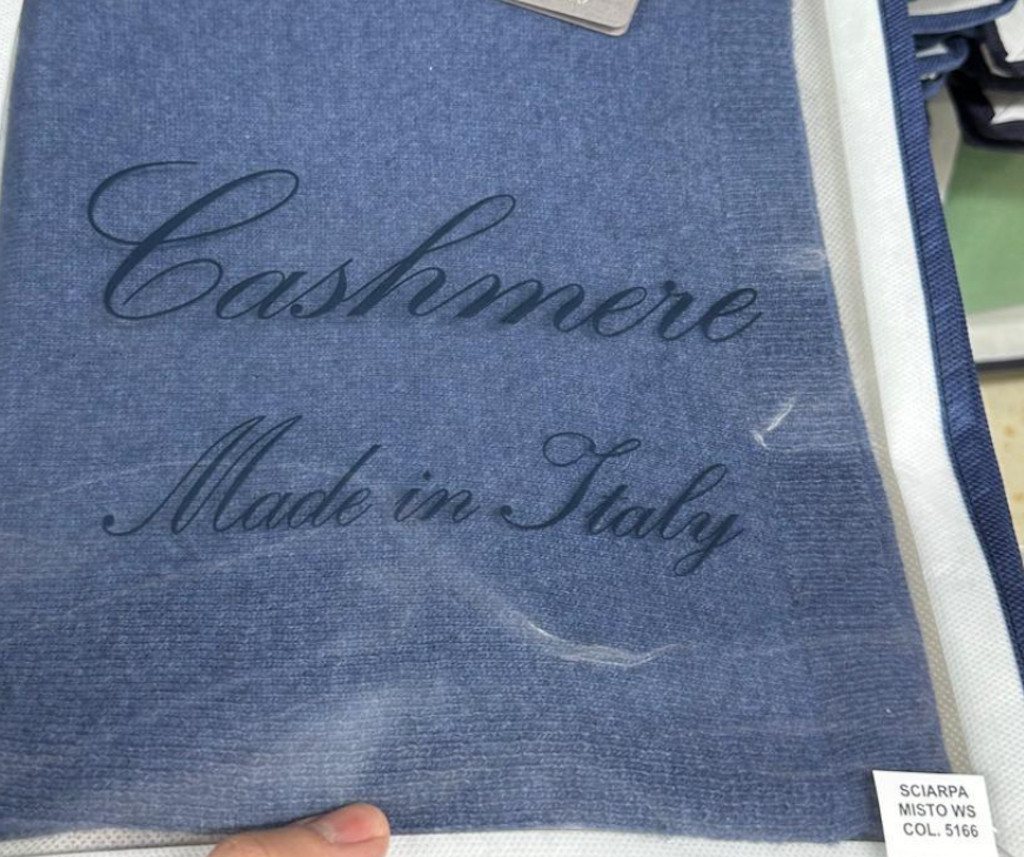 Cashmere
Made in Italy
SCIARPA
MISTO WS
COL. 5166